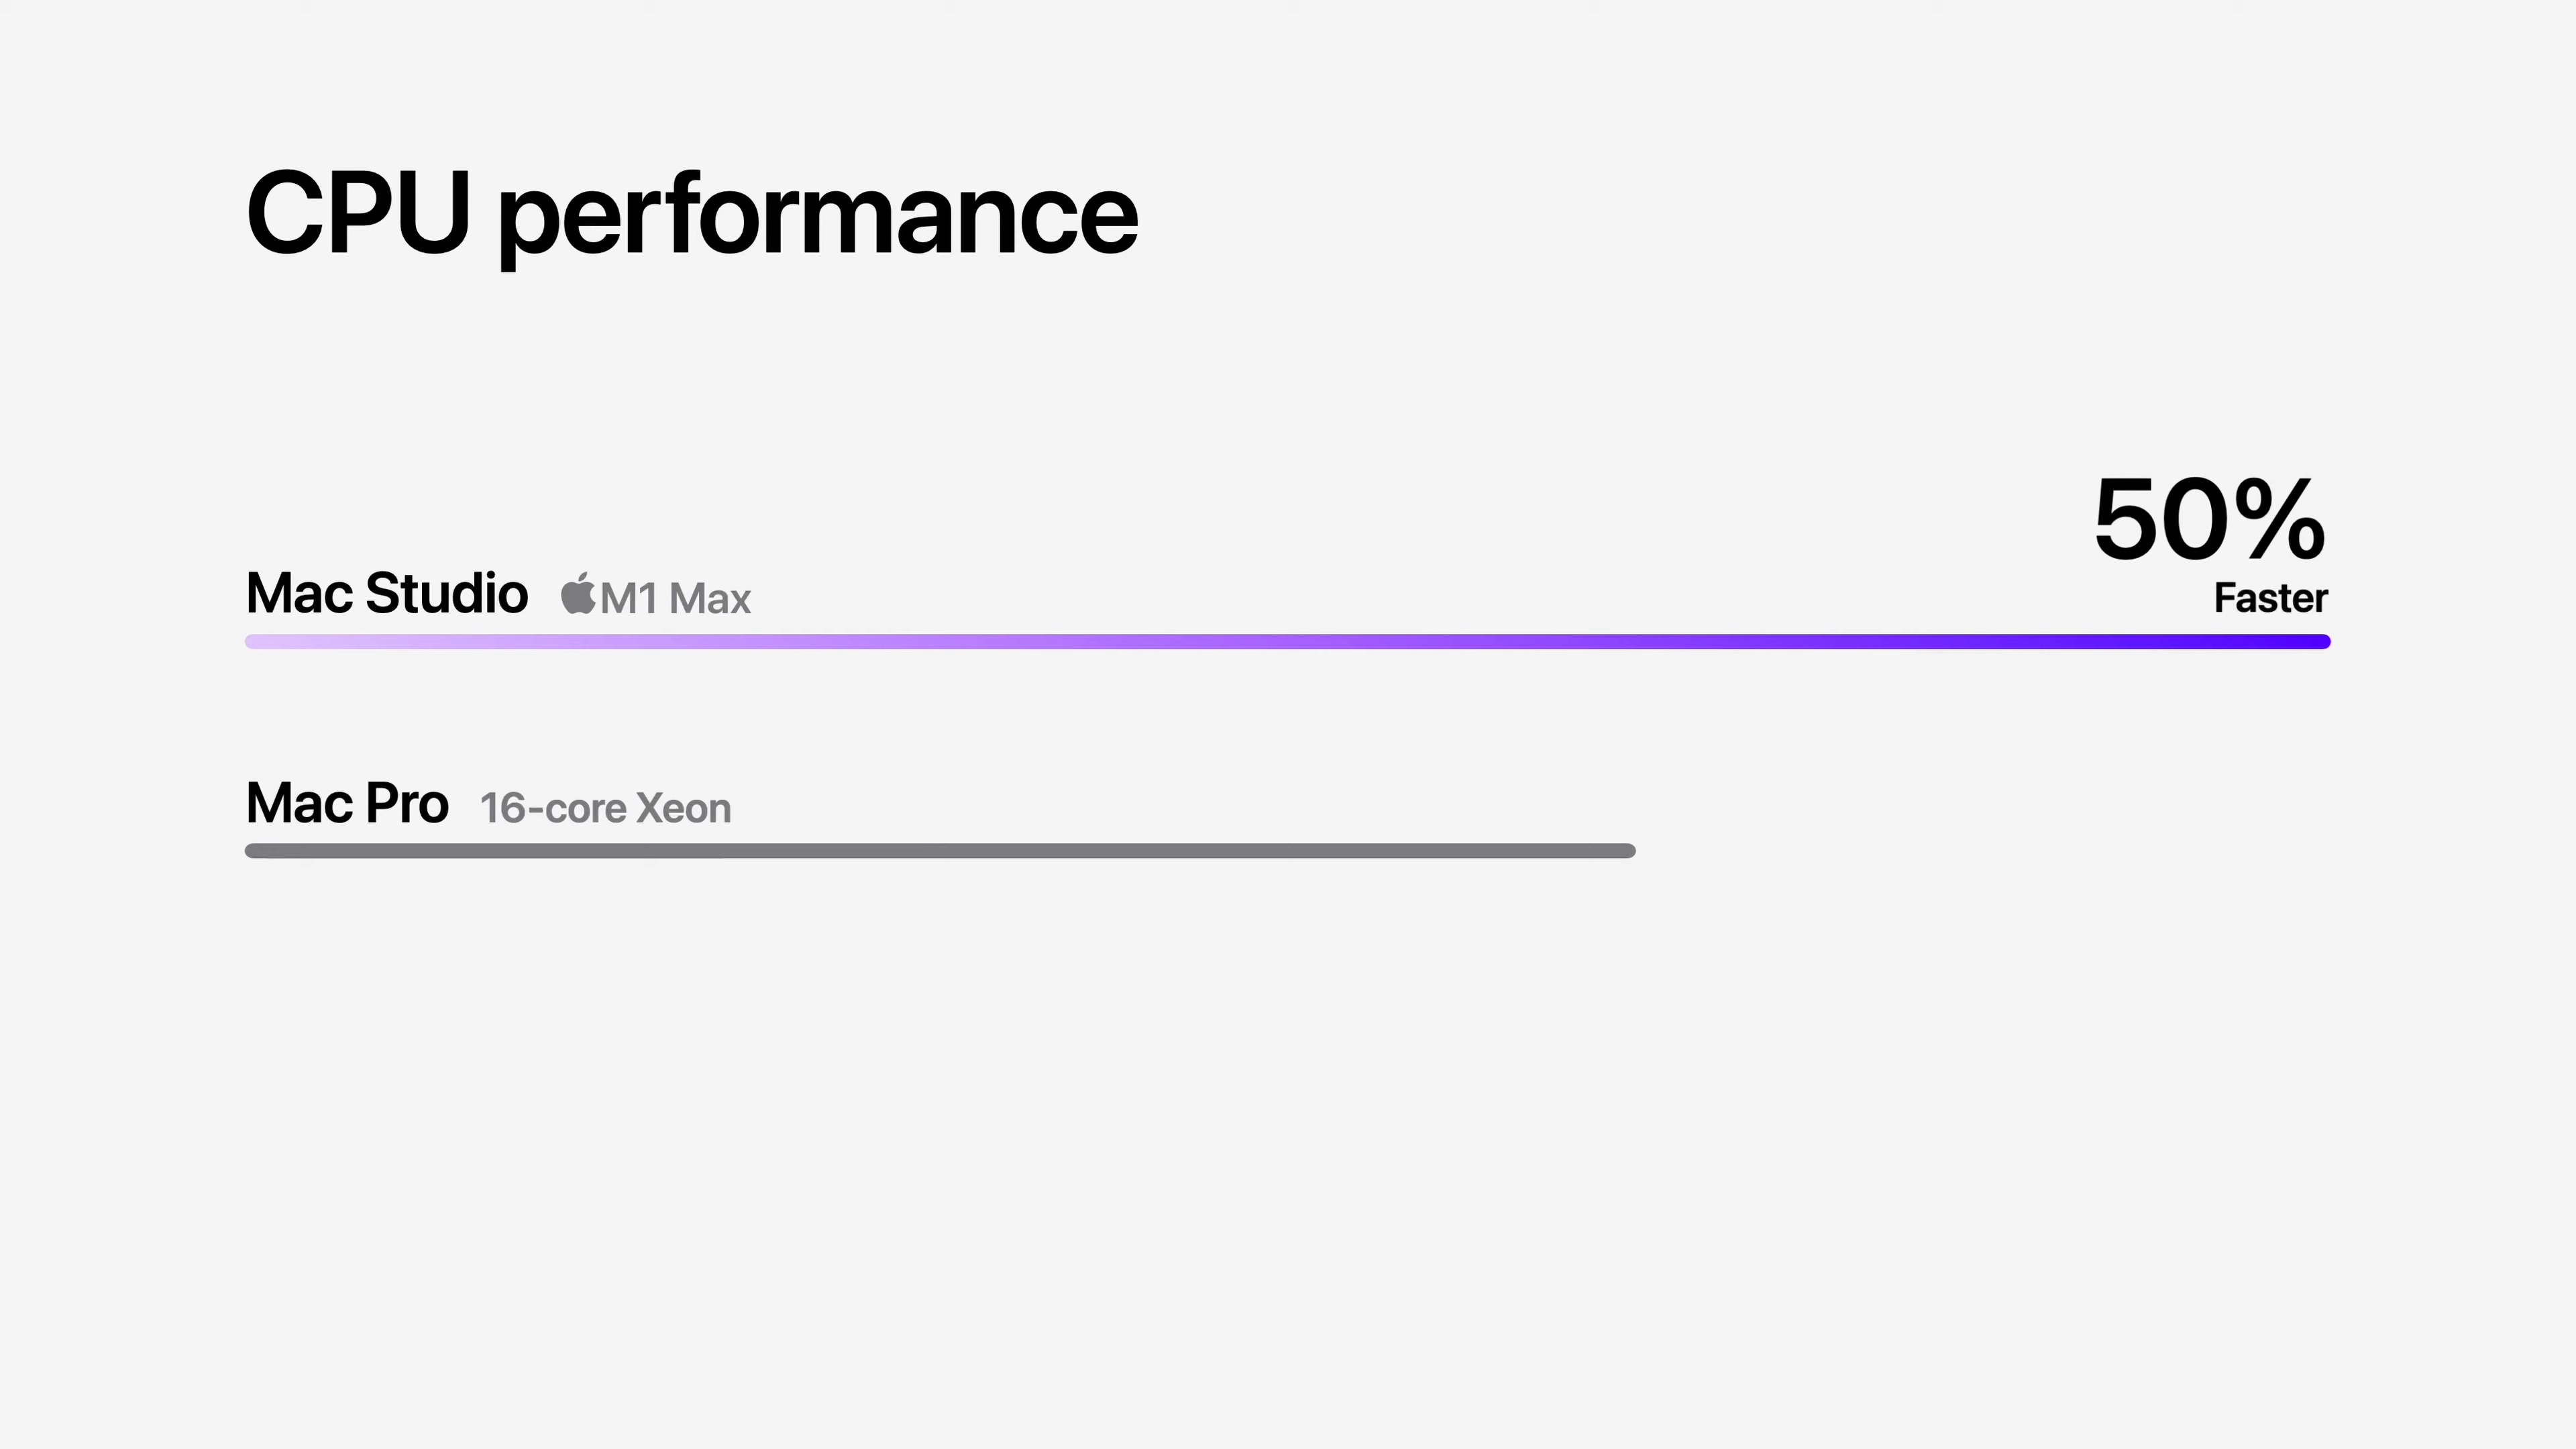 CPU performance
50%
Faster
Mac Studio M1 Max
Mac Pro 16-core Xeon